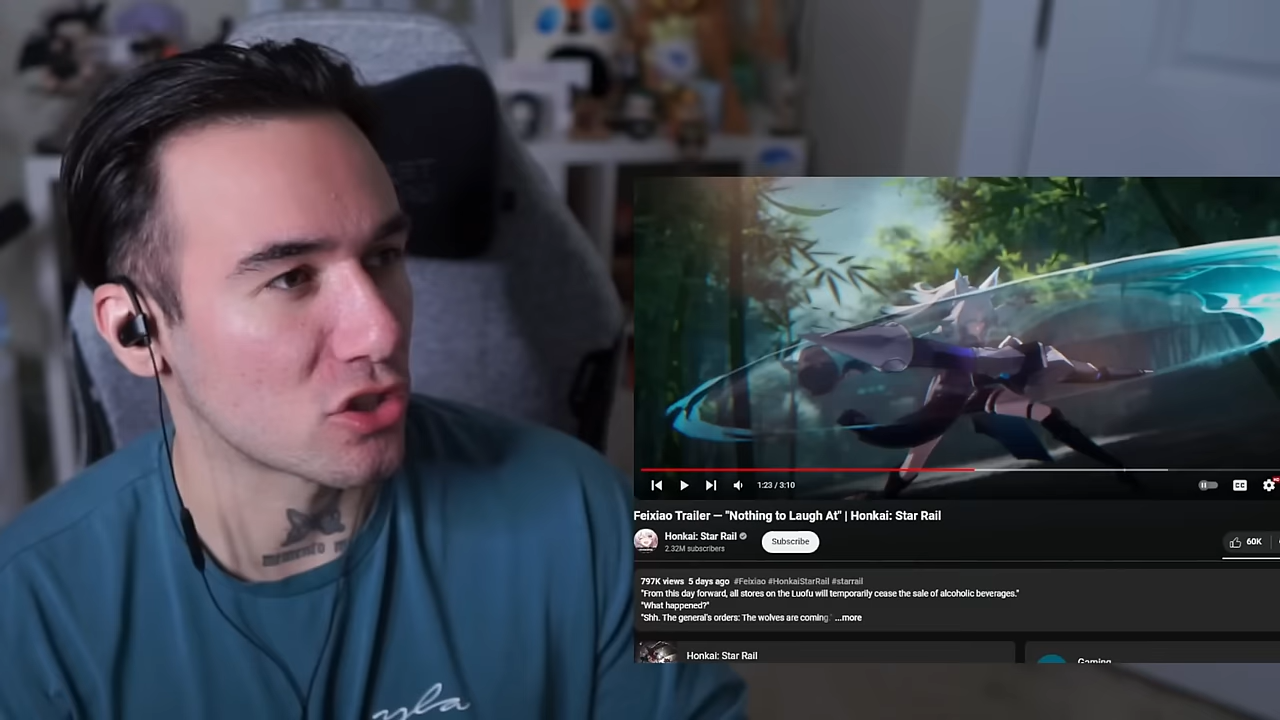 1:23 / 3:10
CC
Feixiao Trailer — "Nothing to Laugh At" | Honkai: Star Rail
Honkai: Star Rail
2.32M subscribers
Subscribe
60K
797K views 5 days ago #Feixiao #HonkaiStarRail #starrail
"From this day forward, all stores on the Luofu will temporarily cease the sale of alcoholic beverages."
"What happened?"
"Shh. The general's orders: The wolves are coming. ...more
Honkai: Star Rail
Gaming